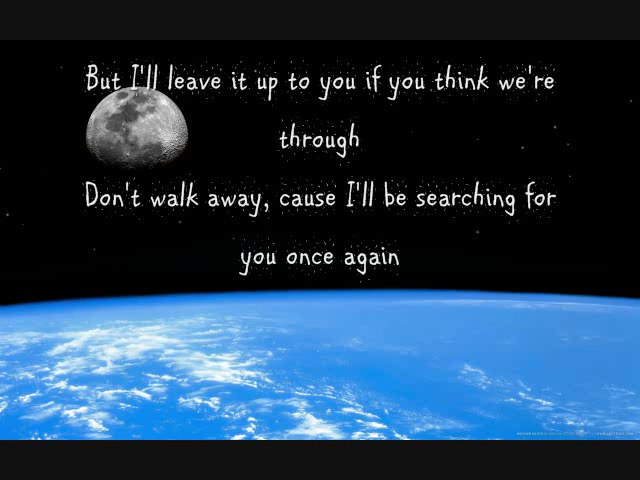 But I'll leave it up to you if you think we're
through
Don't walk away, cause I'll be searching for
you once again